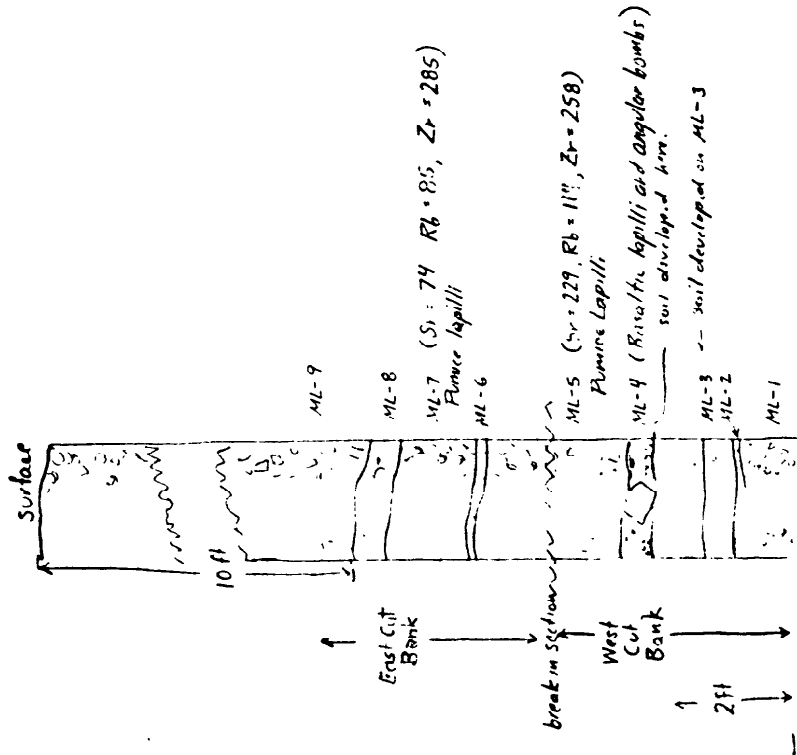 Surface
ML-9
ML-8
ML-7 (Sr = 74 Rb = 85, Zr = 285)
Pumice lapilli
ML-6
ML-5 (Sr = 229, Rb = Zr = 258)
Pumice Lapilli
ML-4 (Basaltic lapilli and angular bombs)
soil developed here.
ML-3 -- soil developed on ML-3
ML-2
ML-1
10 ft
East Cut
Bank
break in section
West
Cut
Bank
2 ft